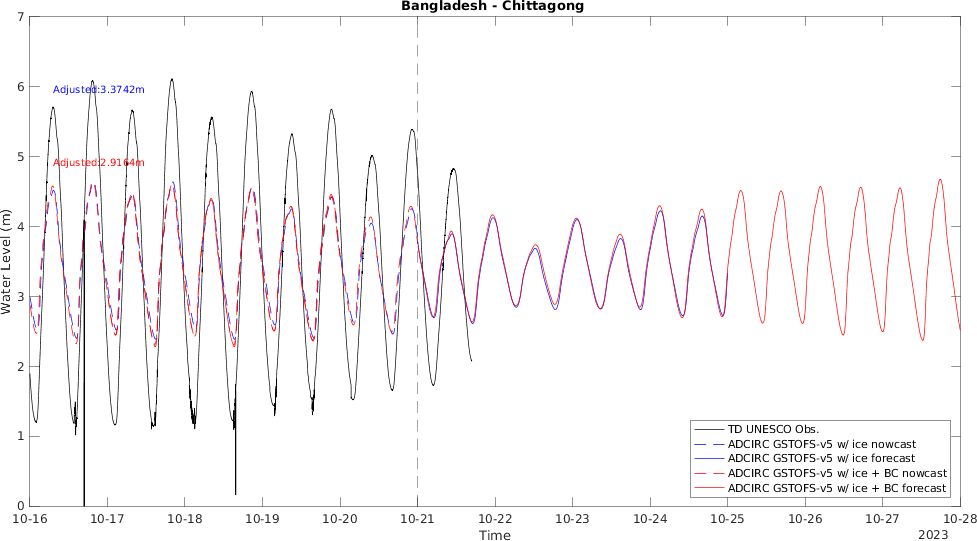 Bangladesh - Chittagong
Water Level (m)
7
6
5
4
3
2
1
0
Adjusted:3.3742m
Adjusted:2.9164m
TD UNESCO Obs.
ADCIRC GSTOFS-v5 w/ ice nowcast
ADCIRC GSTOFS-v5 w/ ice forecast
ADCIRC GSTOFS-v5 w/ ice + BC nowcast
ADCIRC GSTOFS-v5 w/ ice + BC forecast
10-16 10-17 10-18 10-19 10-20 10-21 10-22 10-23 10-24 10-25 10-26 10-27 10-28
Time
2023